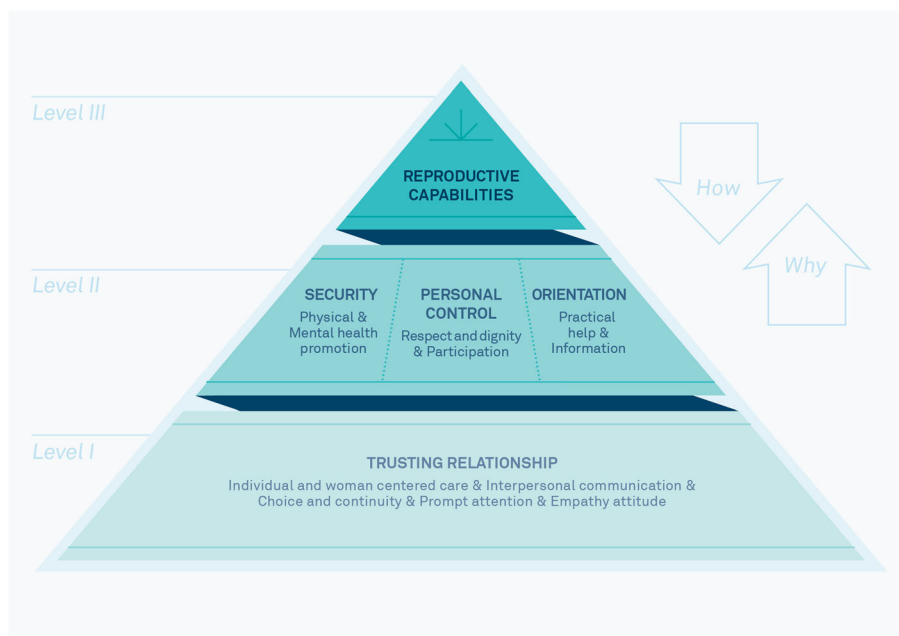 Level III
REPRODUCTIVE
CAPABILITIES
How
Why
Level II
SECURITY
Physical &
Mental health
promotion
PERSONAL
CONTROL
Respect and dignity
& Participation
ORIENTATION
Practical
help &
Information
Level I
TRUSTING RELATIONSHIP
Individual and woman centered care & Interpersonal communication &
Choice and continuity & Prompt attention & Empathy attitude